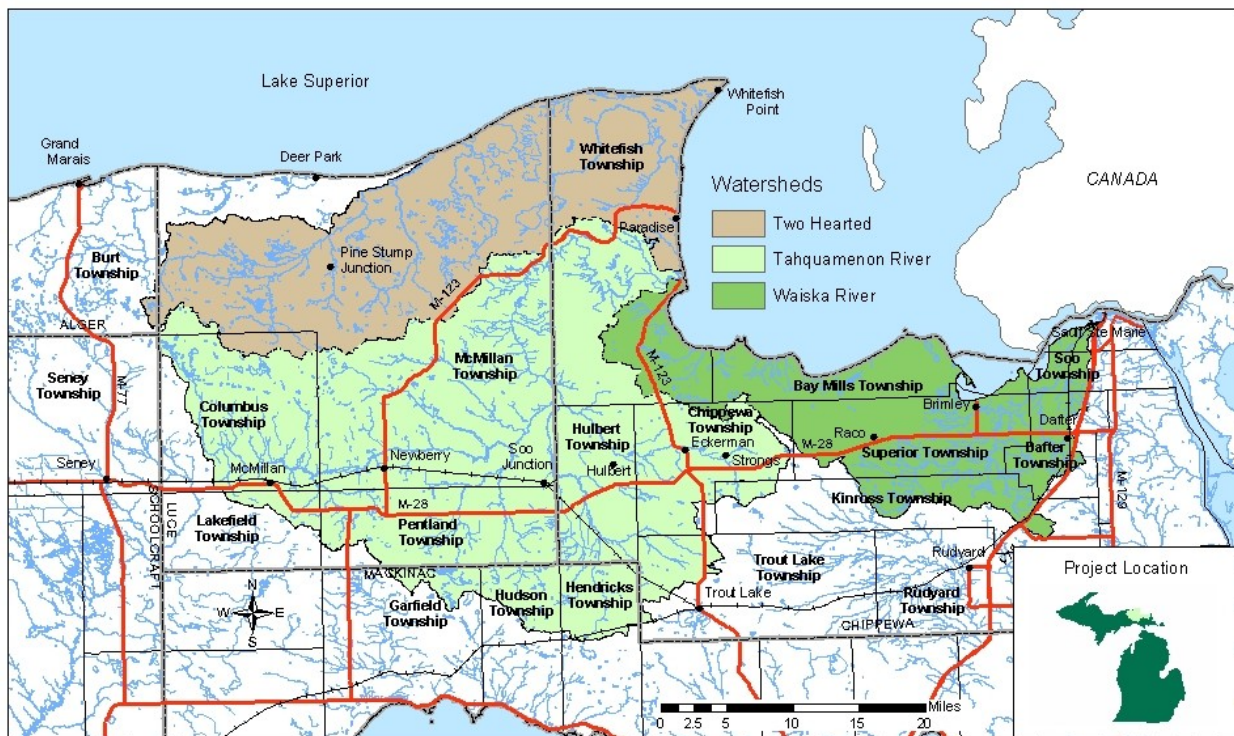 Lake Superior
Whitefish
Point
Grand
Marais
Deer Park
Whitefish
Township
CANADA
Watersheds
Two Hearted
Tahquamenon River
Waiska River
Paradise
Burt
Township
Pine Stump
Junction
M-123
ALGER
Sault Ste Marie
Soo
Township
McMillan
Township
M-123
Seney
Township
M-77
Bay Mills Township
Columbus
Township
Chippewa
Township
Brimley
Dafter
Hulbert
Township
Eckerman
Raco
M-28
Soo
Junction
Superior Township
Bafter
Township
Seney
McMillan
Newberry
Hulbert
Strongs
Kinross Township
M-129
M-28
SCHOOLCRAF
LUCE
Lakefield
Township
Pentland
Township
Rudyard
Trout Lake
Township
Project Location
MACKINAC
Hudson
Township
Hendricks
Township
Garfield
Township
Trout Lake
Rudyard
Township
CHIPPEWA
N
W
E
S
Miles
0 2.5 5 10 15 20